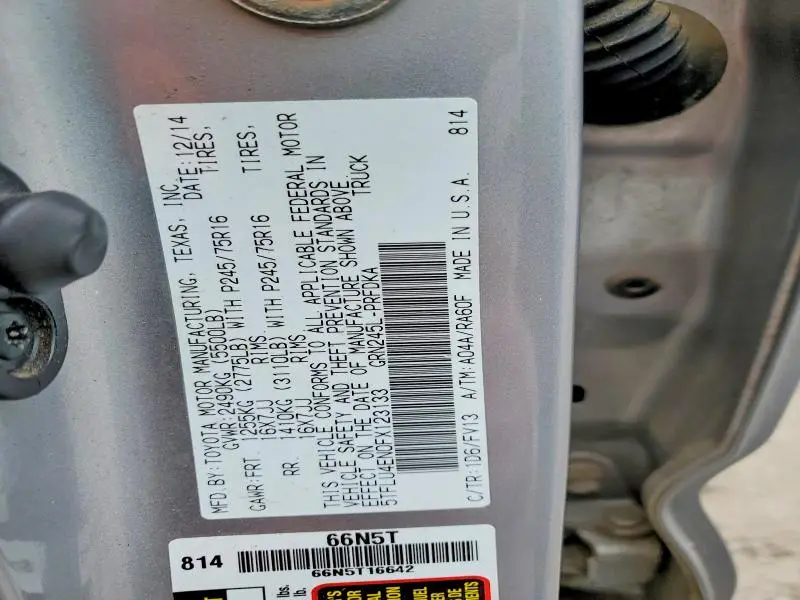 MFD. BY: TOYOTA MOTOR MANUFACTURING, TEXAS, INC.
GVWR: 2490KG (5500LB) DATE: 12/14
GAWR: FRT. 1255KG (2775LB) WITH P245/75R16 TIRES,
16X7JJ RIMS
RR. 1410KG (3110LB) WITH P245/75R16 TIRES,
16X7JJ RIMS
THIS VEHICLE CONFORMS TO ALL APPLICABLE FEDERAL MOTOR
VEHICLE SAFETY AND THEFT PREVENTION STANDARDS IN
EFFECT ON THE DATE OF MANUFACTURE SHOWN ABOVE.
5TFLU4EN0FX123133 TRUCK
GRN245L-PRFDKA
C/TR: 1D6/FV13 A/TM: A04A/RA60F MADE IN U.S.A. 814
66N5T
814
66N5T16642
lbs.
lb.